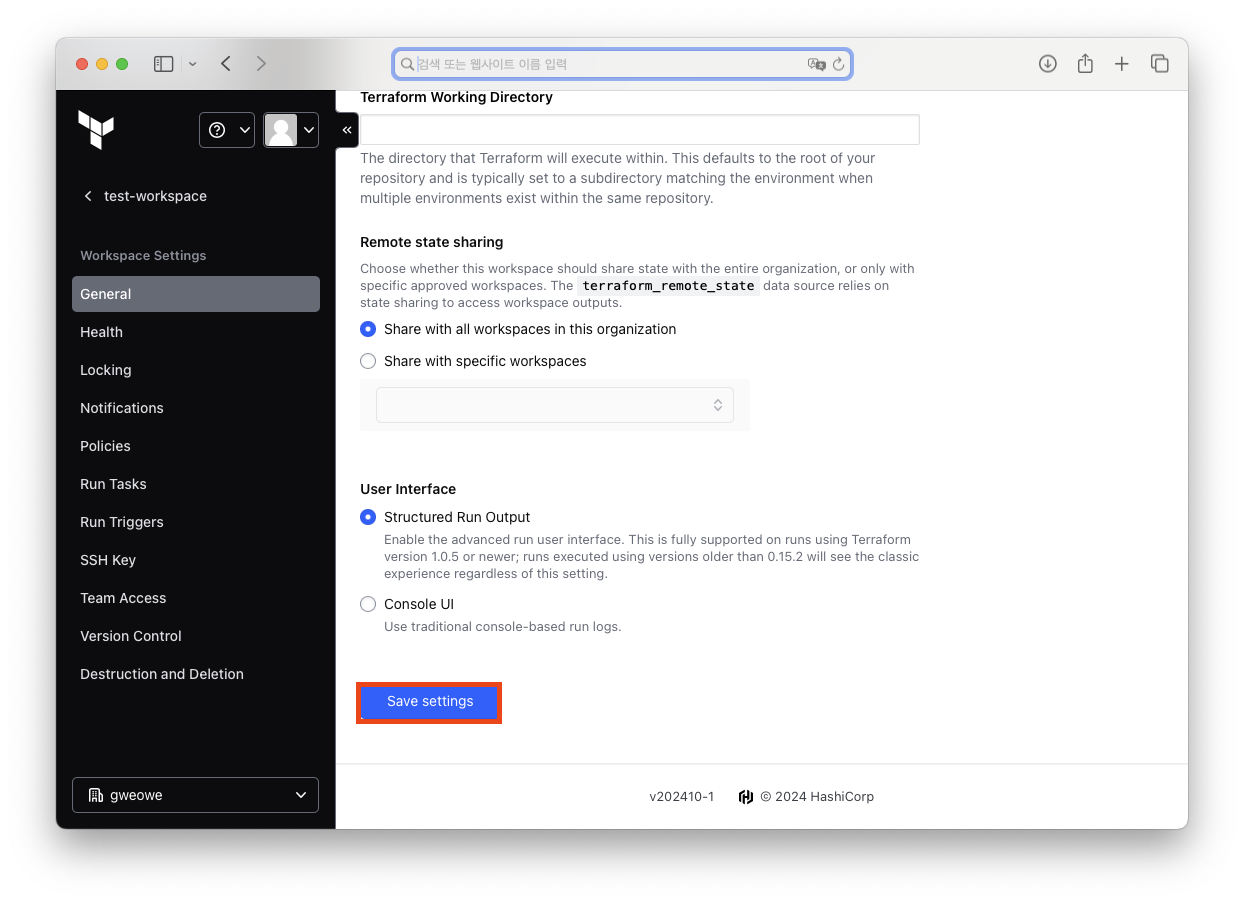 검색 또는 웹사이트 이름 입력
test-workspace
Workspace Settings
General
Health
Locking
Notifications
Policies
Run Tasks
Run Triggers
SSH Key
Team Access
Version Control
Destruction and Deletion
gweowe
Terraform Working Directory
The directory that Terraform will execute within. This defaults to the root of your
repository and is typically set to a subdirectory matching the environment when
multiple environments exist within the same repository.
Remote state sharing
Choose whether this workspace should share state with the entire organization, or only with
specific approved workspaces. The terraform_remote_state data source relies on
state sharing to access workspace outputs.
Share with all workspaces in this organization
Share with specific workspaces
User Interface
Structured Run Output
Enable the advanced run user interface. This is fully supported on runs using Terraform
version 1.0.5 or newer; runs executed using versions older than 0.15.2 will see the classic
experience regardless of this setting.
Console UI
Use traditional console-based run logs.
Save settings
v202410-1 © 2024 HashiCorp